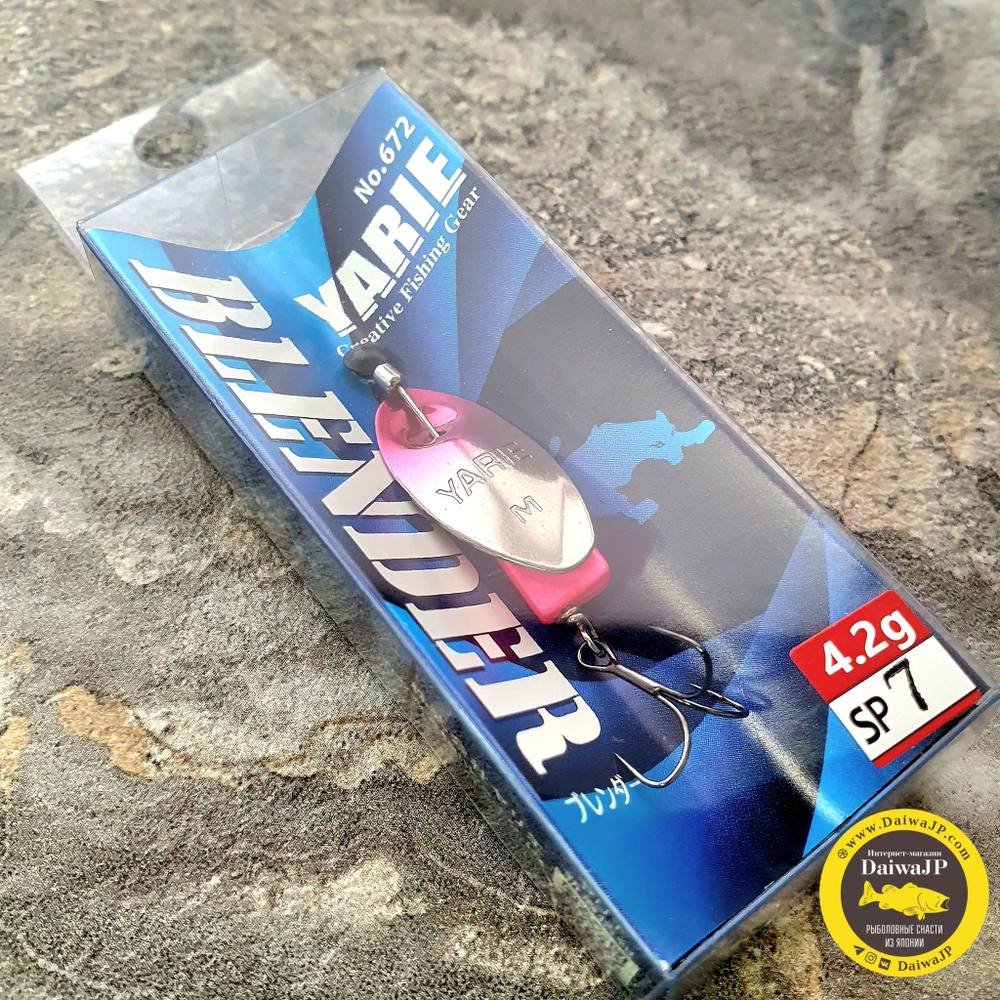 No.672
YARIE
Creative Fishing Gear
BLENDER
ブレンダー
YARIE
M
4.2g
SP 7
www.DaiwaJP.com
Интернет-магазин
DaiwaJP
РЫБОЛОВНЫЕ СНАСТИ
ИЗ ЯПОНИИ
DaiwaJP